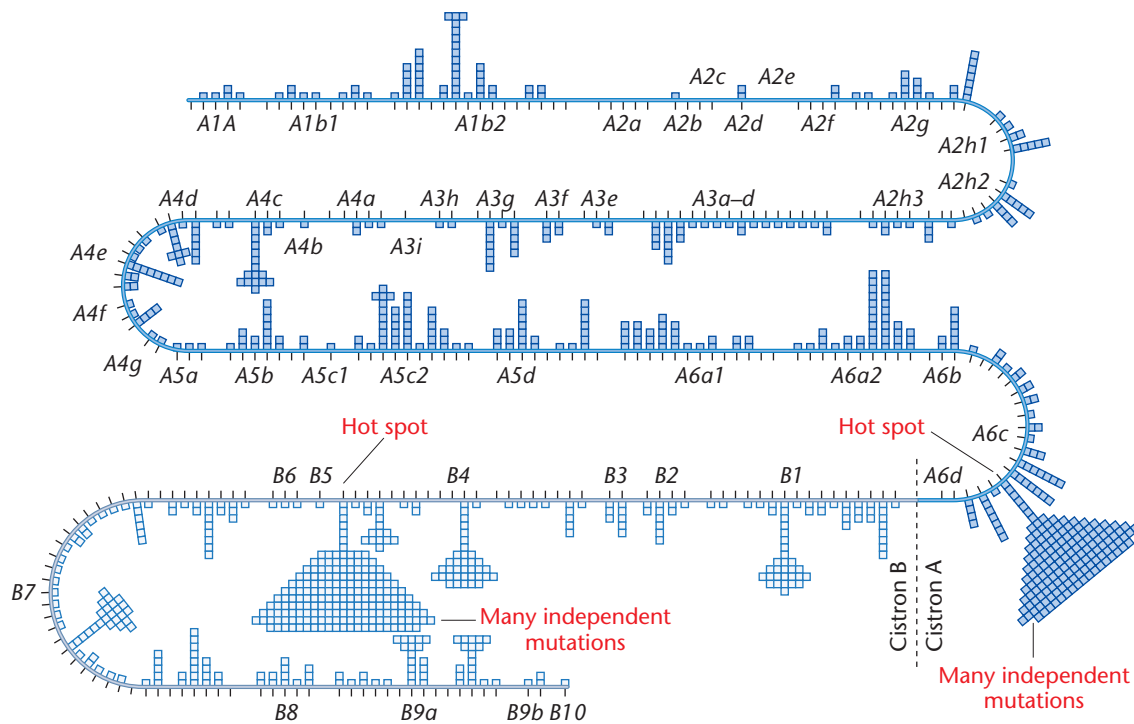 A2c A2e
A1A A1b1 A1b2 A2a A2b A2d A2f A2g
A2h1
A2h2
A4d A4c A4a A3h A3g A3f A3e A3a–d A2h3
A4e A4b A3i
A4f
A4g
A5a A5b A5c1 A5c2 A5d A6a1 A6a2 A6b
Hot spot
Hot spot
A6c
B6 B5 B4 B3 B2 B1 A6d
Cistron B
Cistron A
B7
Many independent
mutations
Many independent
mutations
B8 B9a B9b B10